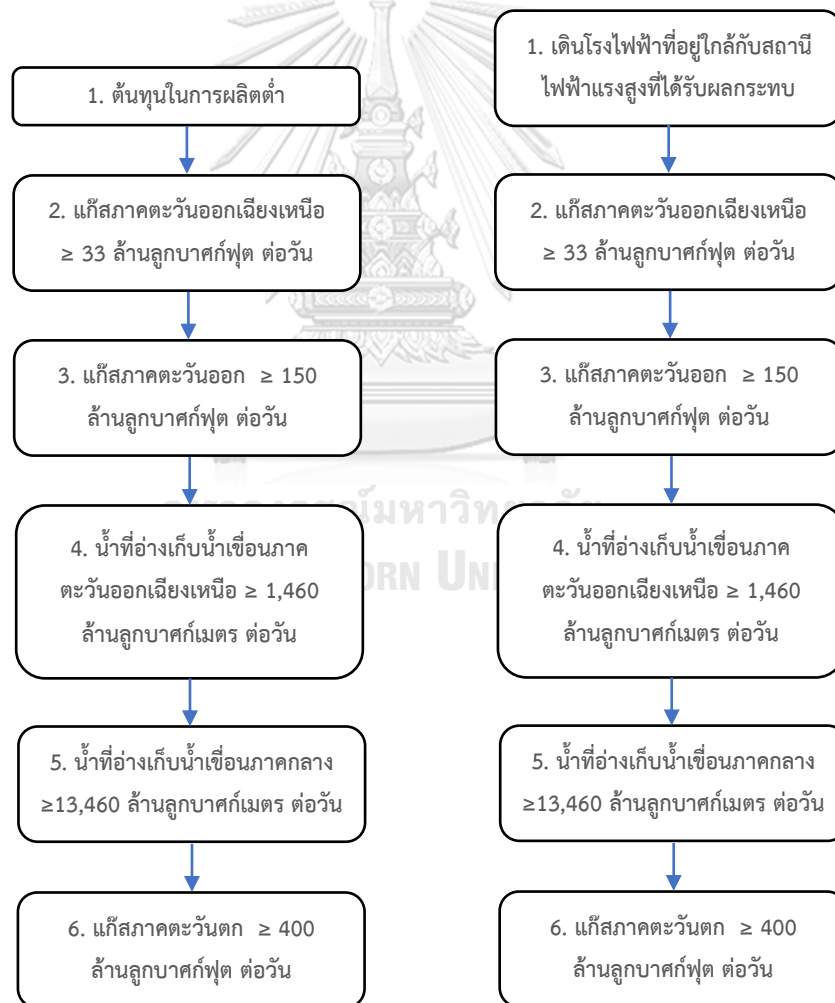 1. ต้นทุนในการผลิตต่ำ
2. แก๊สภาคตะวันออกเฉียงเหนือ
≥ 33 ล้านลูกบาศก์ฟุต ต่อวัน
3. แก๊สภาคตะวันออก ≥ 150
ล้านลูกบาศก์ฟุต ต่อวัน
4. น้ำที่อ่างเก็บน้ำเขื่อนภาค
ตะวันออกเฉียงเหนือ ≥ 1,460
ล้านลูกบาศก์เมตร ต่อวัน
5. น้ำที่อ่างเก็บน้ำเขื่อนภาคกลาง
≥13,460 ล้านลูกบาศก์เมตร ต่อวัน
6. แก๊สภาคตะวันตก ≥ 400
ล้านลูกบาศก์ฟุต ต่อวัน
1. เดินโรงไฟฟ้าที่อยู่ใกล้กับสถานี
ไฟฟ้าแรงสูงที่ได้รับผลกระทบ
2. แก๊สภาคตะวันออกเฉียงเหนือ
≥ 33 ล้านลูกบาศก์ฟุต ต่อวัน
3. แก๊สภาคตะวันออก ≥ 150
ล้านลูกบาศก์ฟุต ต่อวัน
4. น้ำที่อ่างเก็บน้ำเขื่อนภาค
ตะวันออกเฉียงเหนือ ≥ 1,460
ล้านลูกบาศก์เมตร ต่อวัน
5. น้ำที่อ่างเก็บน้ำเขื่อนภาคกลาง
≥13,460 ล้านลูกบาศก์เมตร ต่อวัน
6. แก๊สภาคตะวันตก ≥ 400
ล้านลูกบาศก์ฟุต ต่อวัน